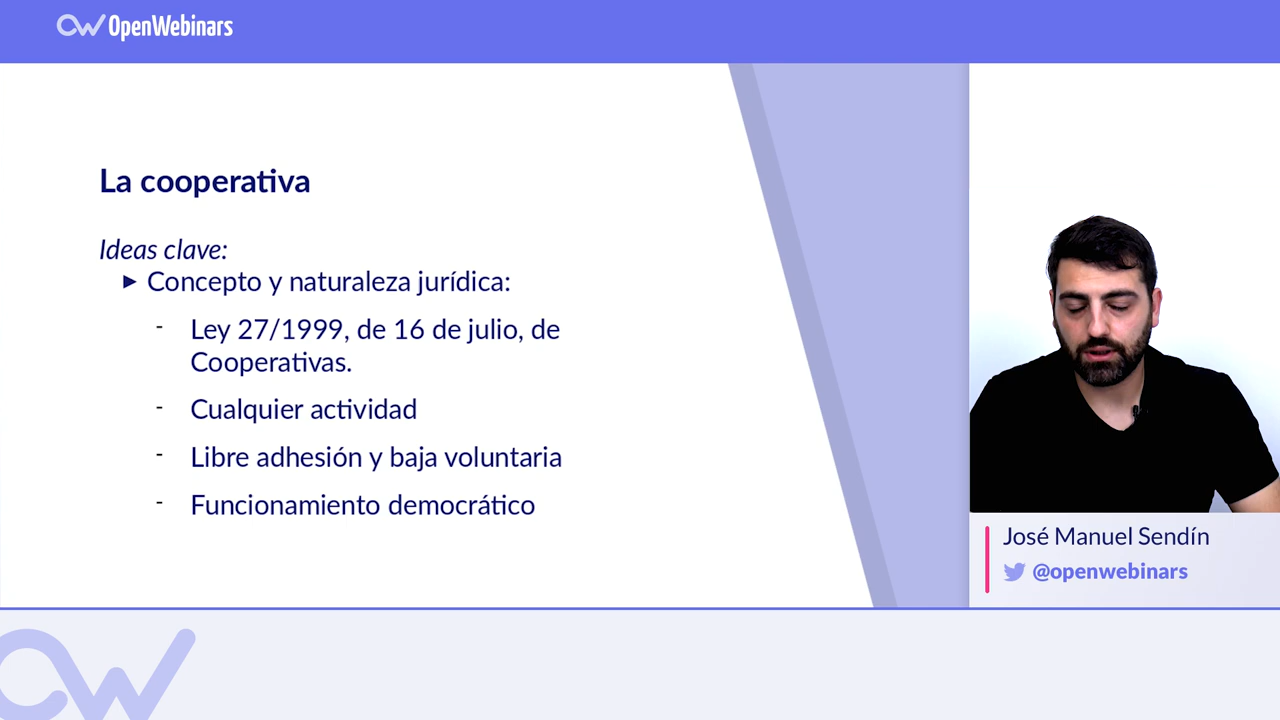 OpenWebinars
La cooperativa
Ideas clave:
► Concepto y naturaleza jurídica:
- Ley 27/1999, de 16 de julio, de
Cooperativas.
- Cualquier actividad
- Libre adhesión y baja voluntaria
- Funcionamiento democrático
José Manuel Sendín
@openwebinars